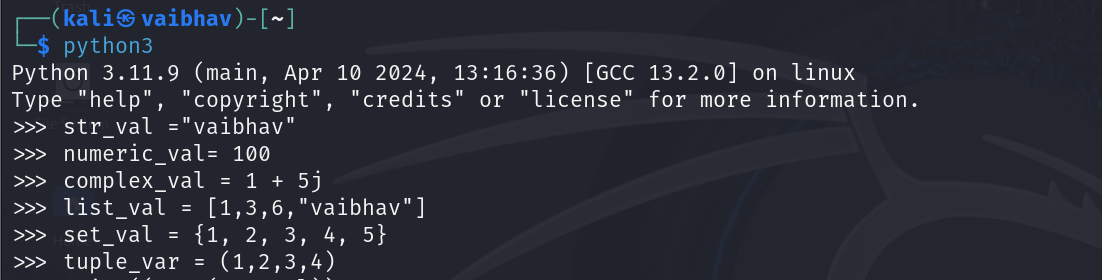 ┌──(kali㉿vaibhav)-[~]
└─$ python3
Python 3.11.9 (main, Apr 10 2024, 13:16:36) [GCC 13.2.0] on linux
Type "help", "copyright", "credits" or "license" for more information.
>>> str_val ="vaibhav"
>>> numeric_val= 100
>>> complex_val = 1 + 5j
>>> list_val = [1,3,6,"vaibhav"]
>>> set_val = {1, 2, 3, 4, 5}
>>> tuple_var = (1,2,3,4)